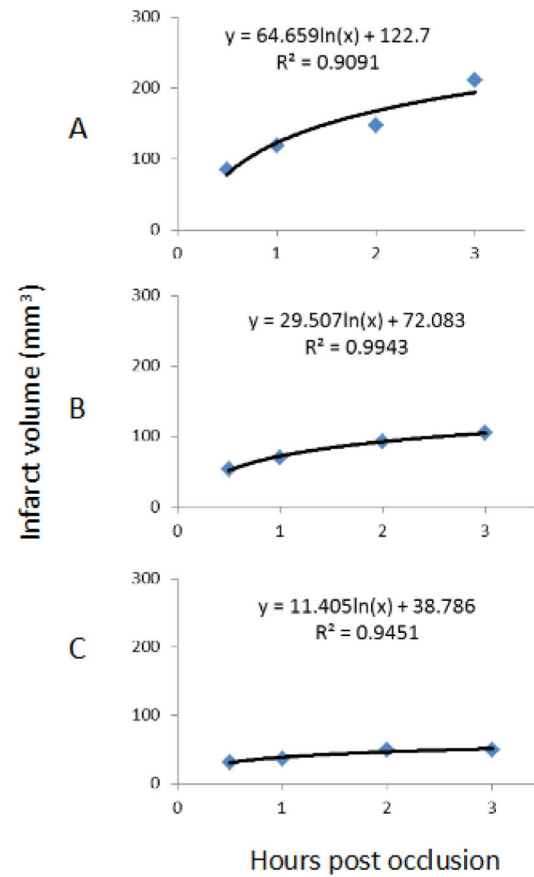 300
y = 64.659ln(x) + 122.7
R² = 0.9091
200
A
100
0
0 1 2 3
300
y = 29.507ln(x) + 72.083
R² = 0.9943
200
B
100
0
0 1 2 3
Infarct volume (mm³)
300
y = 11.405ln(x) + 38.786
R² = 0.9451
200
C
100
0
0 1 2 3
Hours post occlusion